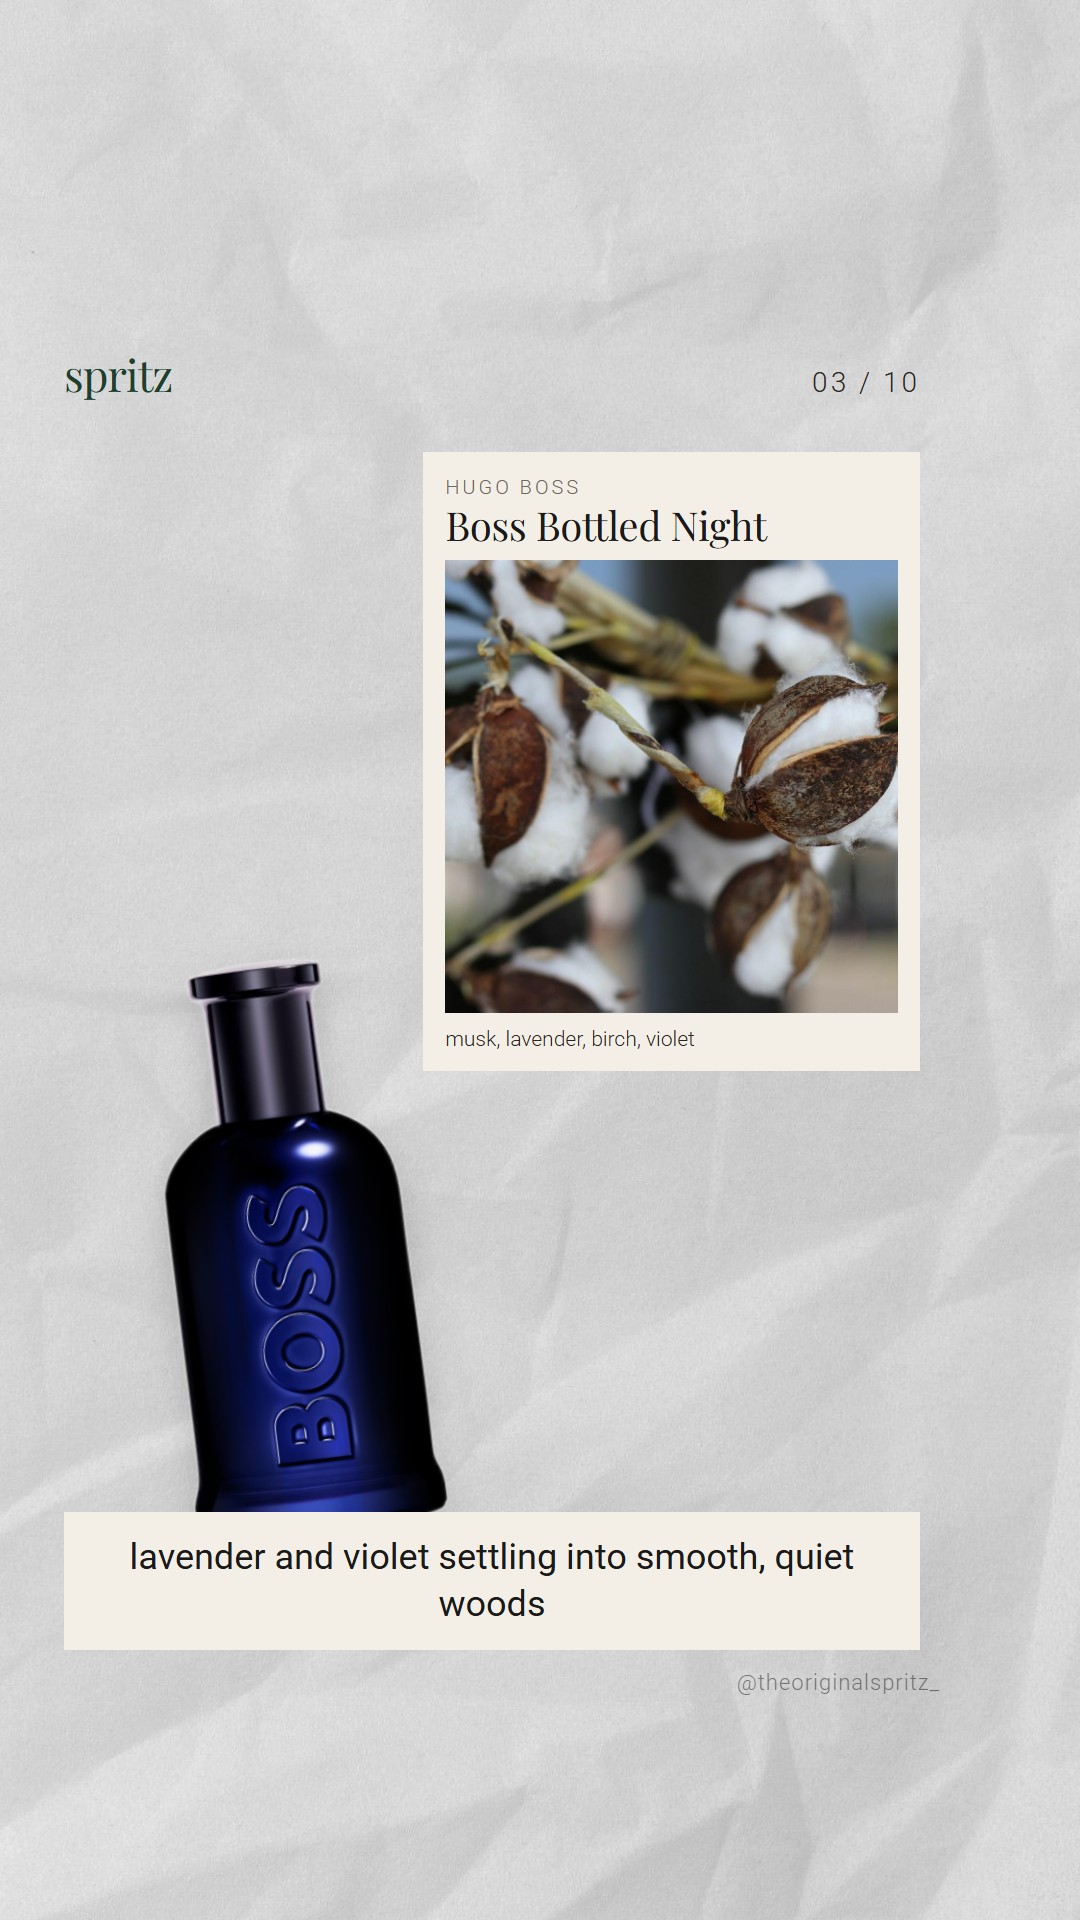 spritz
03 / 10
HUGO BOSS
Boss Bottled Night
musk, lavender, birch, violet
BOSS
lavender and violet settling into smooth, quiet
woods
@theoriginalspritz_